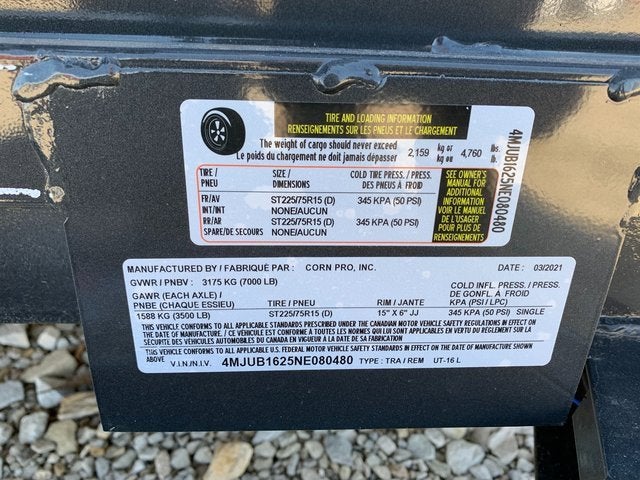 TIRE AND LOADING INFORMATION
RENSEIGNEMENTS SUR LES PNEUS ET LE CHARGEMENT
The weight of cargo should never exceed 2,159 kg or 4,760 lbs.
Le poids du chargement ne doit jamais dépasser kg ou lb.
TIRE / SIZE / COLD TIRE PRESS. / PRESS.
PNEU DIMENSIONS DES PNEUS À FROID
FR/AV ST225/75R15 (D) 345 KPA (50 PSI)
INT/INT NONE/AUCUN
RR/AR ST225/75R15 (D) 345 KPA (50 PSI)
SPARE/DE SECOURS NONE/AUCUN
SEE OWNER'S
MANUAL FOR
ADDITIONAL
INFORMATION
VOIR LE MANUEL
DE L'USAGER
POUR PLUS DE
RENSEIGNEMENTS
4MJUB1625NE080480
MANUFACTURED BY / FABRIQUÉ PAR : CORN PRO, INC. DATE : 03/2021
GVWR / PNBV : 3175 KG (7000 LB)
COLD INFL. PRESS. / PRESS.
GAWR (EACH AXLE) / DE GONFL. À FROID
PNBE (CHAQUE ESSIEU) TIRE / PNEU RIM / JANTE KPA (PSI / LPC)
1588 KG (3500 LB) ST225/75R15 (D) 15" X 6" JJ 345 KPA (50 PSI) SINGLE
THIS VEHICLE CONFORMS TO ALL APPLICABLE STANDARDS PRESCRIBED UNDER THE CANADIAN MOTOR VEHICLE SAFETY REGULATIONS IN EFFECT ON THE
DATE OF MANUFACTURE / CE VÉHICULE EST CONFORME À TOUTES LES NORMES QUI LUI SONT APPLICABLES EN VERTU DU RÈGLEMENT SUR LA SÉCURITÉ DES
VÉHICULES AUTOMOBILES DU CANADA EN VIGUEUR À LA DATE DE SA FABRICATION
THIS VEHICLE CONFORMS TO ALL APPLICABLE U.S. FEDERAL MOTOR VEHICLE SAFETY STANDARDS IN EFFECT ON THE DATE OF MANUFACTURE SHOWN
ABOVE
V.I.N./N.I.V. 4MJUB1625NE080480 TYPE : TRA / REM UT-16 L